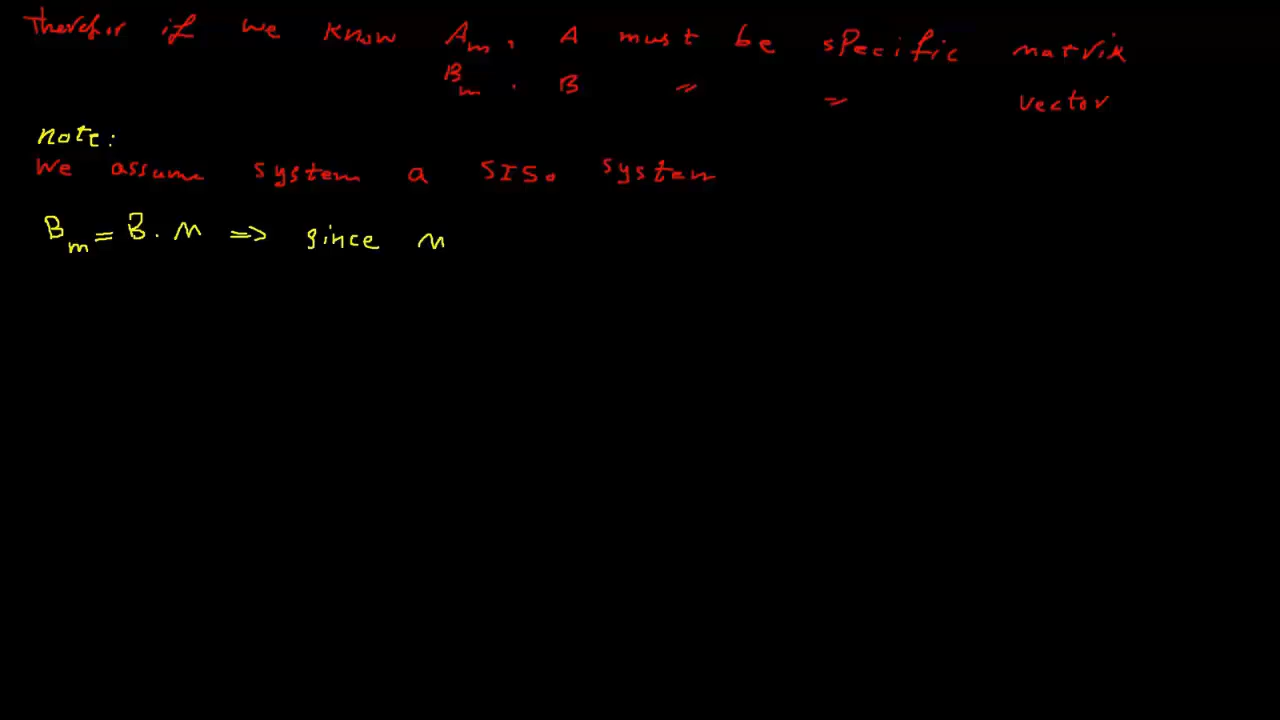 Therefor if we know Am, A must be specific matrix
Bm, B 〃 〃 vector
note:
We assume system a SISO system
Bm = B . M => since M